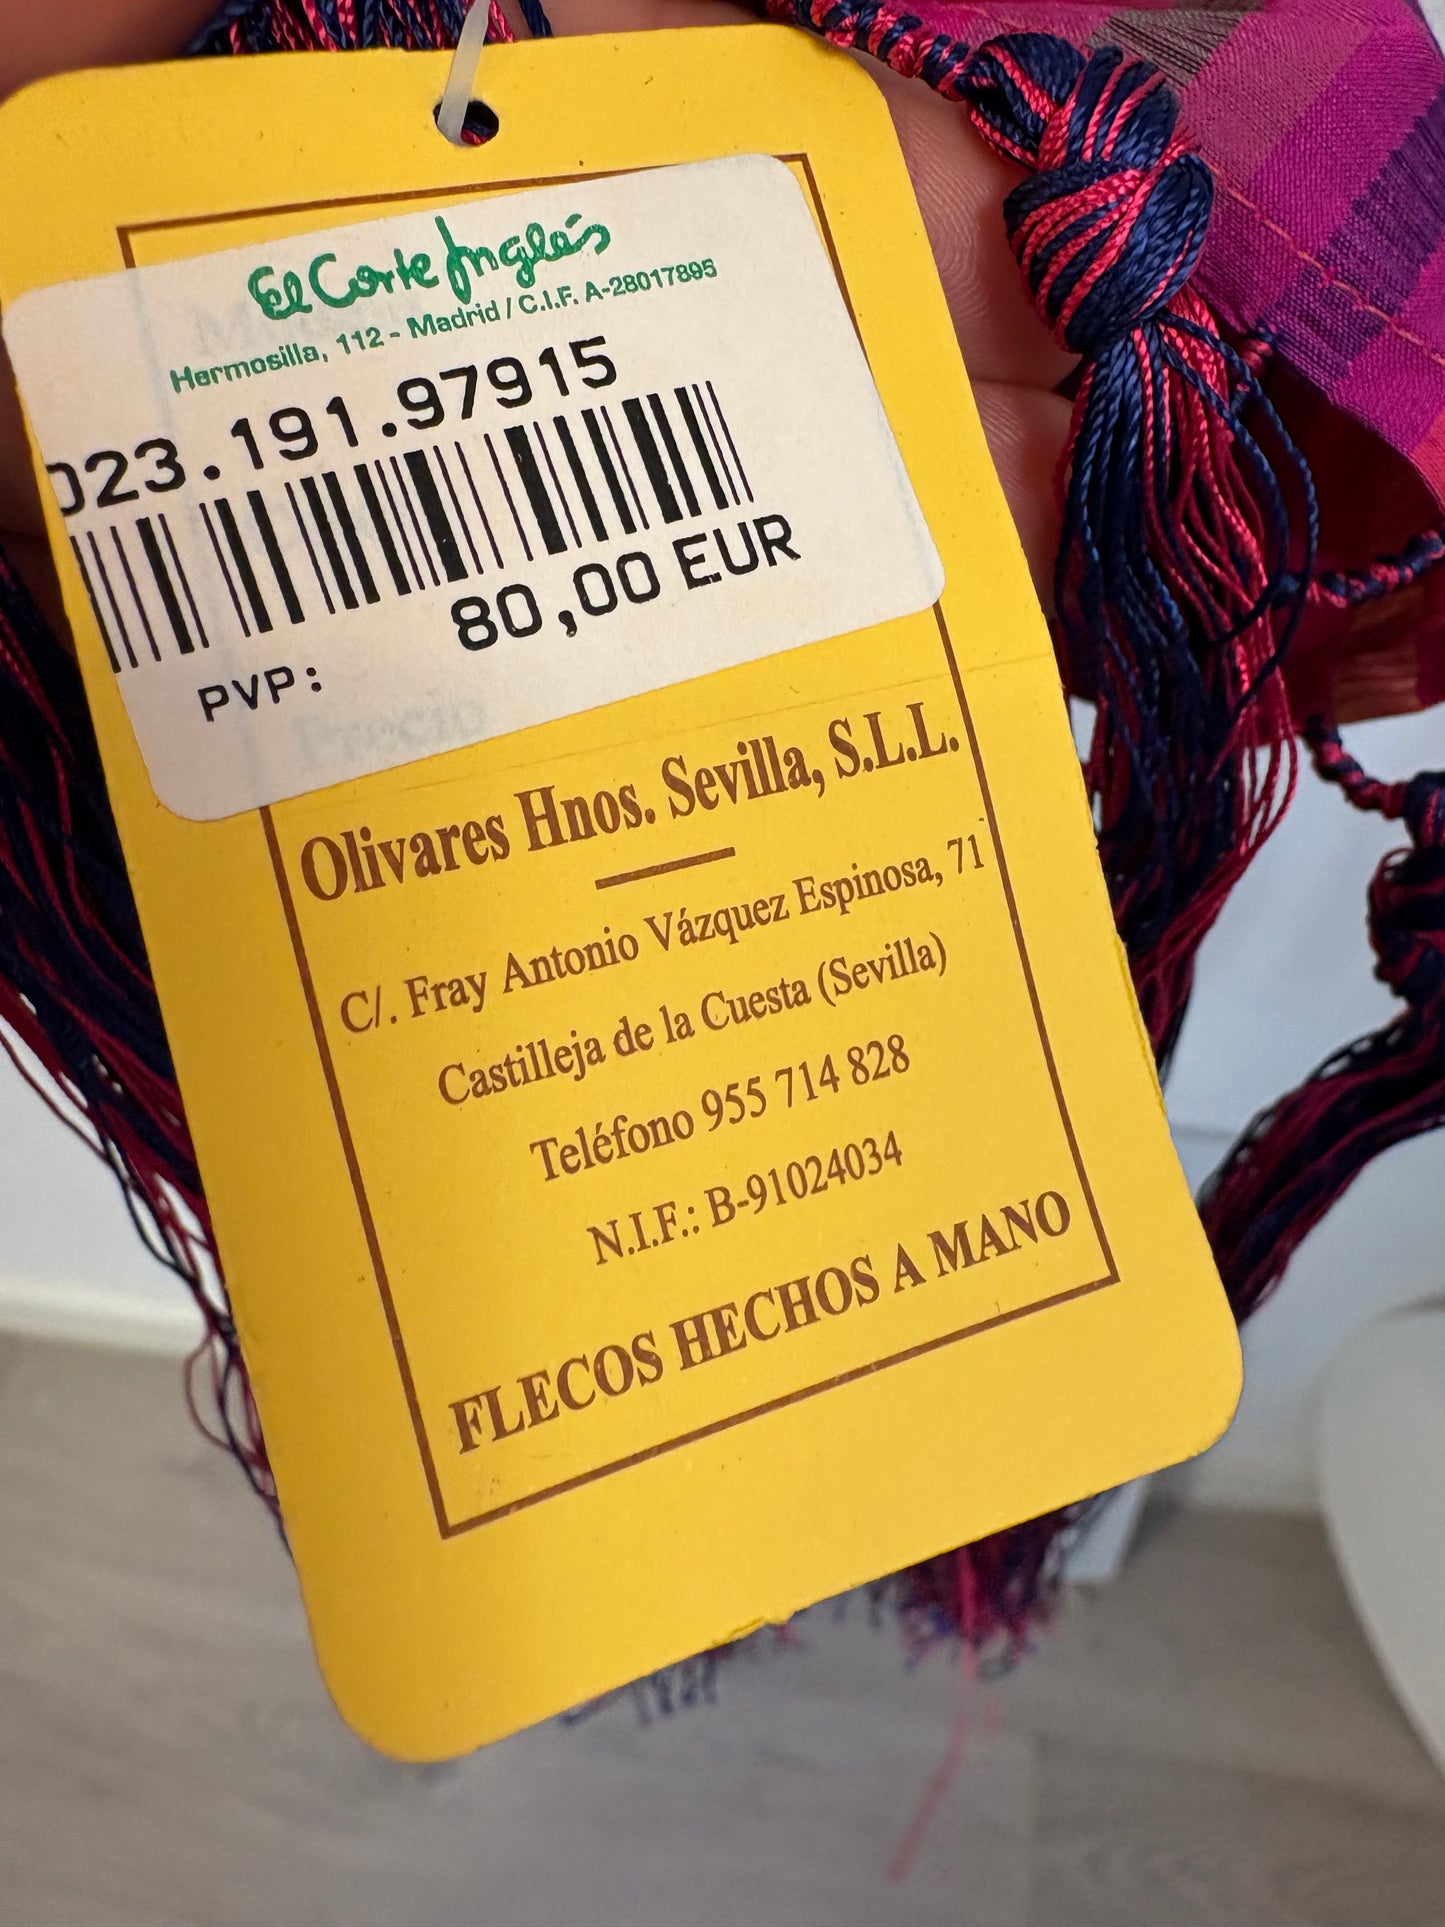 El Corte Inglés
Hermosilla, 112 - Madrid / C.I.F. A-28017895
023.191.97915
80,00 EUR
PVP:
Precio
Olivares Hnos. Sevilla, S.L.L.
C/. Fray Antonio Vázquez Espinosa, 71
Castilleja de la Cuesta (Sevilla)
Teléfono 955 714 828
N.I.F.: B-91024034
FLECOS HECHOS A MANO